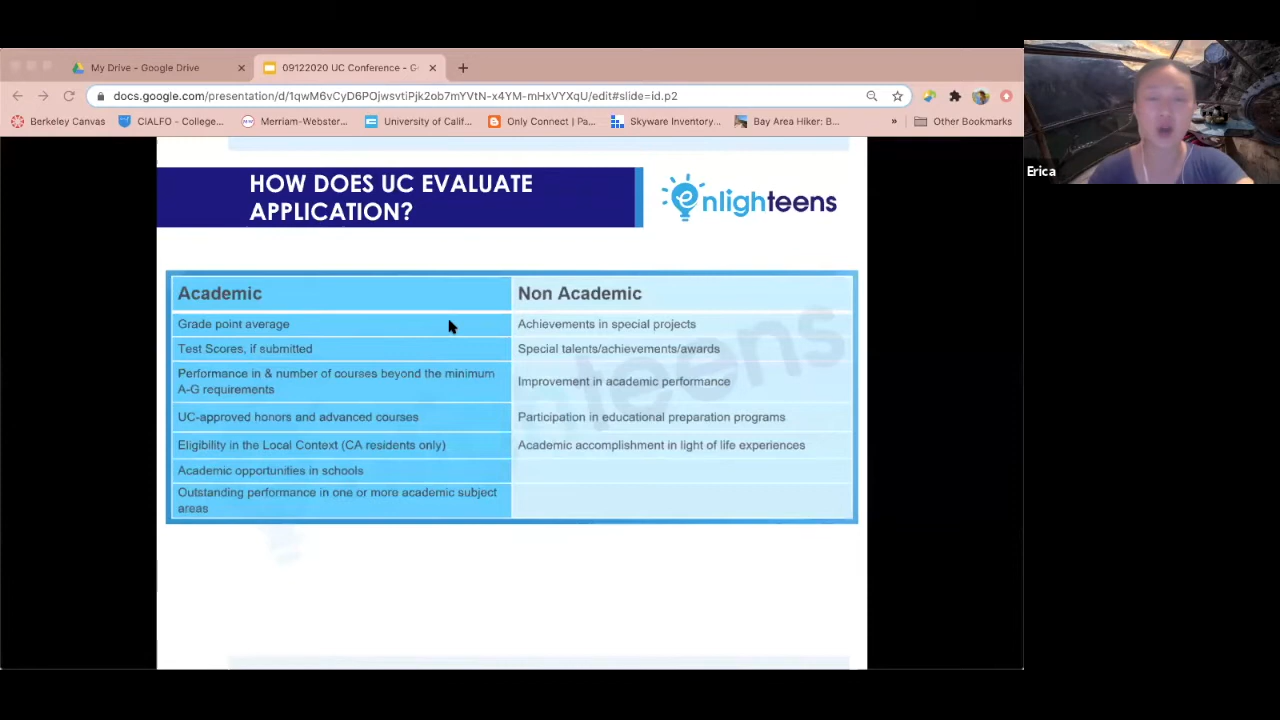 My Drive - Google Drive
09122020 UC Conference - G
docs.google.com/presentation/d/1qwM6vCyD6POjwsvtiPjk2ob7mYVtN-x4YM-mHxVYXqU/edit#slide=id.p2
Berkeley Canvas
CIALFO - College...
Merriam-Webster...
University of Calif...
Only Connect | Pa...
Skyware Inventory...
Bay Area Hiker: B...
»
Other Bookmarks
Erica
HOW DOES UC EVALUATE
APPLICATION?
enlighteens
Academic
Non Academic
Grade point average
Achievements in special projects
Test Scores, if submitted
Special talents/achievements/awards
Performance in & number of courses beyond the minimum
A-G requirements
Improvement in academic performance
UC-approved honors and advanced courses
Participation in educational preparation programs
Eligibility in the Local Context (CA residents only)
Academic accomplishment in light of life experiences
Academic opportunities in schools
Outstanding performance in one or more academic subject
areas